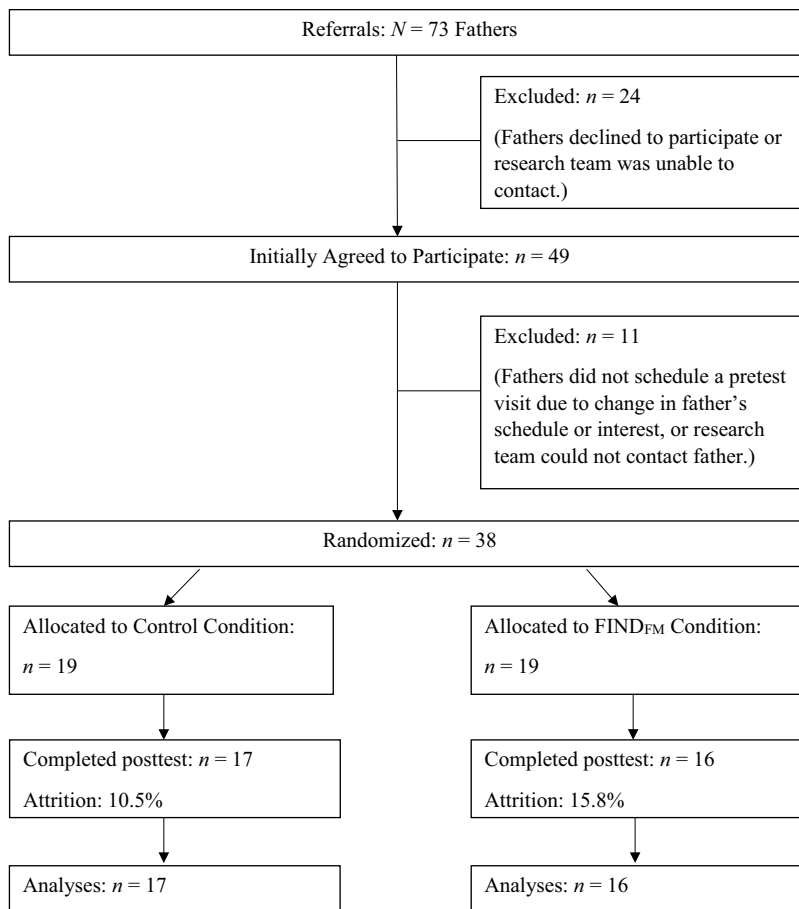 Referrals: N = 73 Fathers
Excluded: n = 24
(Fathers declined to participate or
research team was unable to
contact.)
Initially Agreed to Participate: n = 49
Excluded: n = 11
(Fathers did not schedule a pretest
visit due to change in father’s
schedule or interest, or research
team could not contact father.)
Randomized: n = 38
Allocated to Control Condition:
n = 19
Allocated to FINDFM Condition:
n = 19
Completed posttest: n = 17
Attrition: 10.5%
Completed posttest: n = 16
Attrition: 15.8%
Analyses: n = 17
Analyses: n = 16